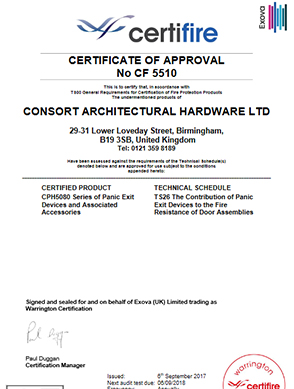 certifire
Exova
CERTIFICATE OF APPROVAL
No CF 5510
This is to certify that, in accordance with
TS00 General Requirements for Certification of Fire Protection Products
The undermentioned products of
CONSORT ARCHITECTURAL HARDWARE LTD
29-31 Lower Loveday Street, Birmingham,
B19 3SB, United Kingdom
Tel: 0121 359 8189
Have been assessed against the requirements of the Technical Schedule(s)
denoted below and are approved for use subject to the conditions
appended hereto:
CERTIFIED PRODUCT
CPH5080 Series of Panic Exit
Devices and Associated
Accessories
TECHNICAL SCHEDULE
TS26 The Contribution of Panic
Exit Devices to the Fire
Resistance of Door Assemblies
Signed and sealed for and on behalf of Exova (UK) Limited trading as
Warrington Certification
Paul Duggan
Certification Manager
Issued: 6th September 2017
Next audit test due: 05/09/2018
warrington